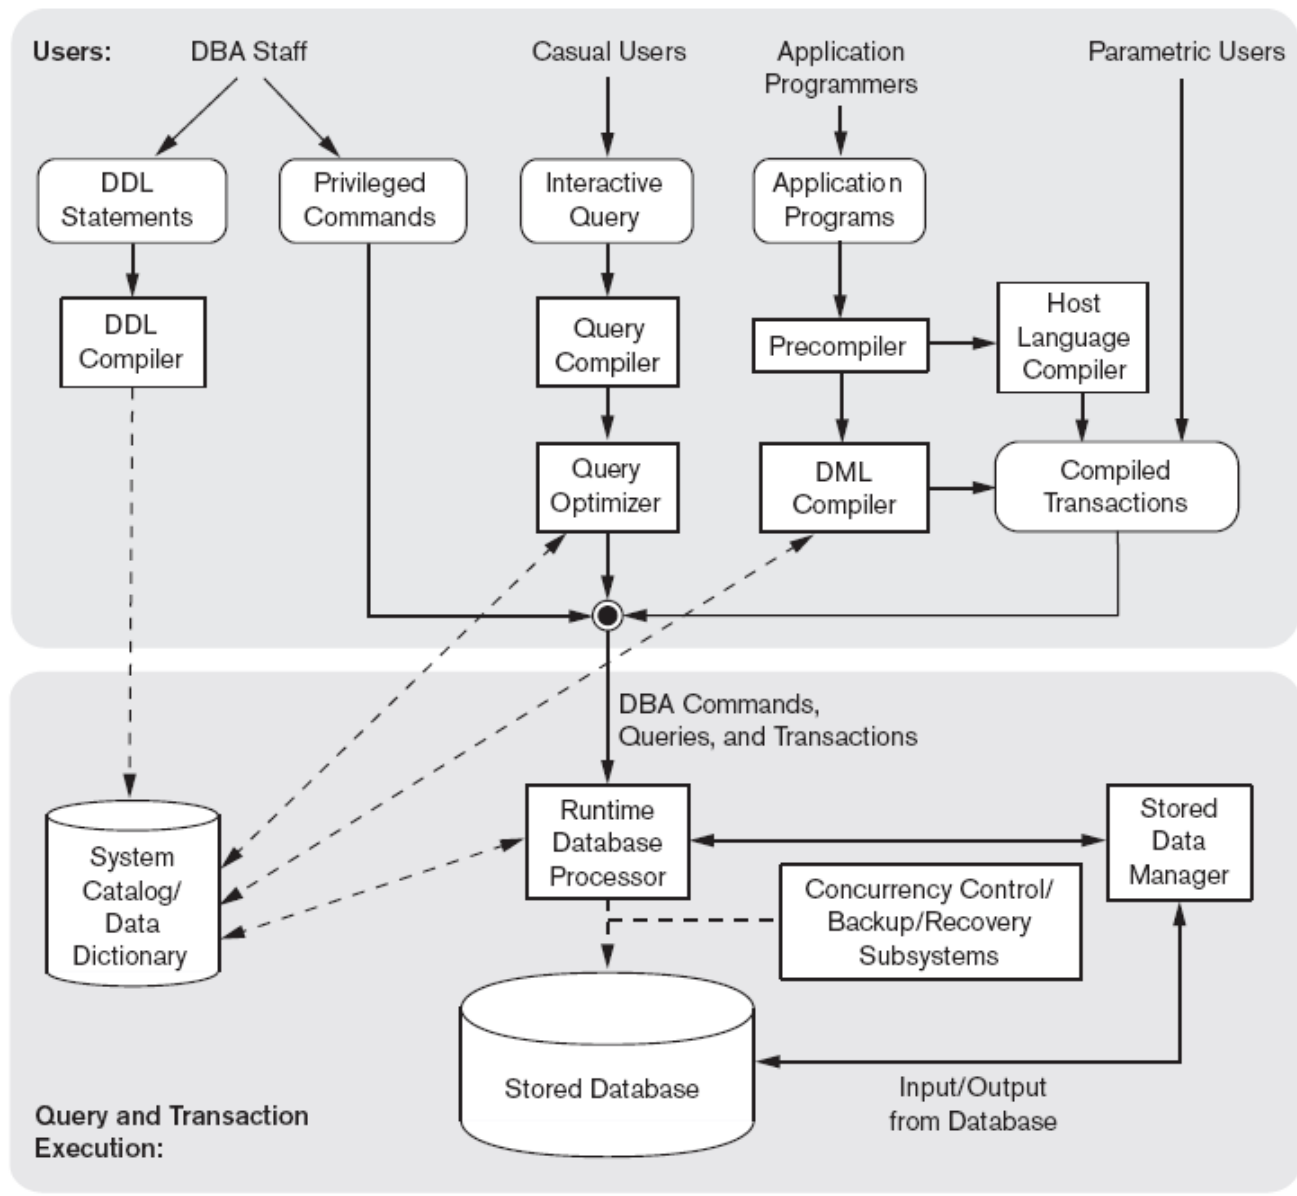 Users:
DBA Staff
Casual Users
Application
Programmers
Parametric Users
DDL
Statements
Privileged
Commands
Interactive
Query
Application
Programs
DDL
Compiler
Query
Compiler
Precompiler
Host
Language
Compiler
Query
Optimizer
DML
Compiler
Compiled
Transactions
DBA Commands,
Queries, and Transactions
System
Catalog/
Data
Dictionary
Runtime
Database
Processor
Stored
Data
Manager
Concurrency Control/
Backup/Recovery
Subsystems
Stored Database
Input/Output
from Database
Query and Transaction
Execution: